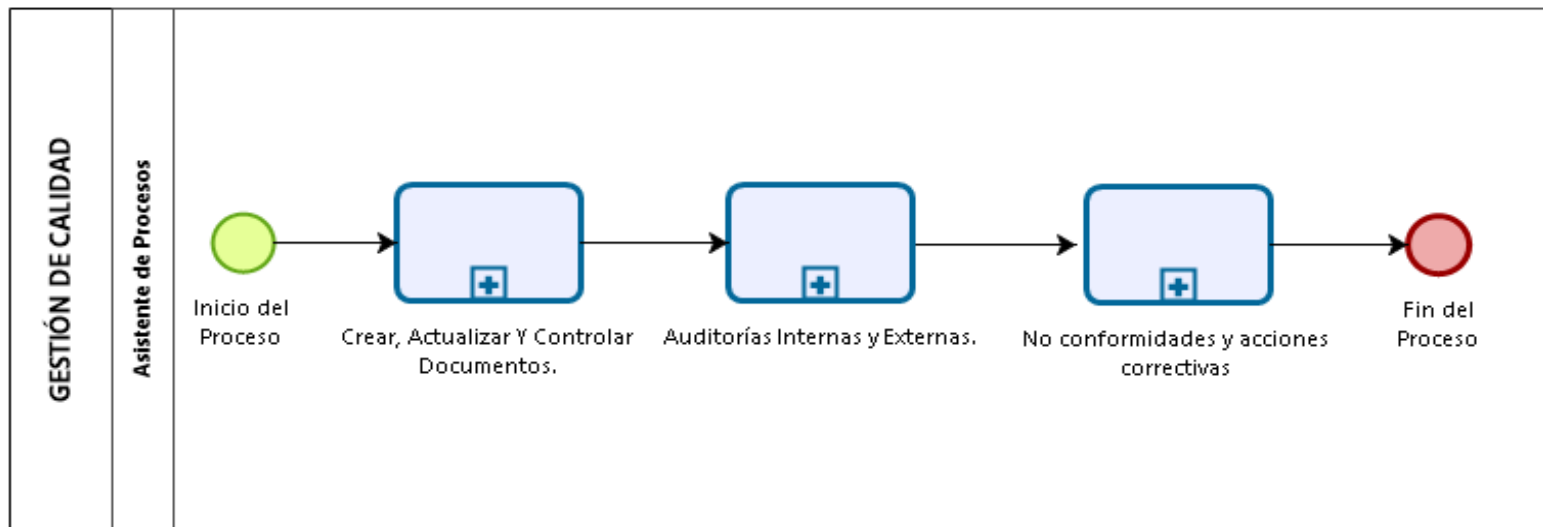 GESTIÓN DE CALIDAD
Asistente de Procesos
Inicio del
Proceso
Crear, Actualizar Y Controlar
Documentos.
Auditorías Internas y Externas.
No conformidades y acciones
correctivas
Fin del
Proceso